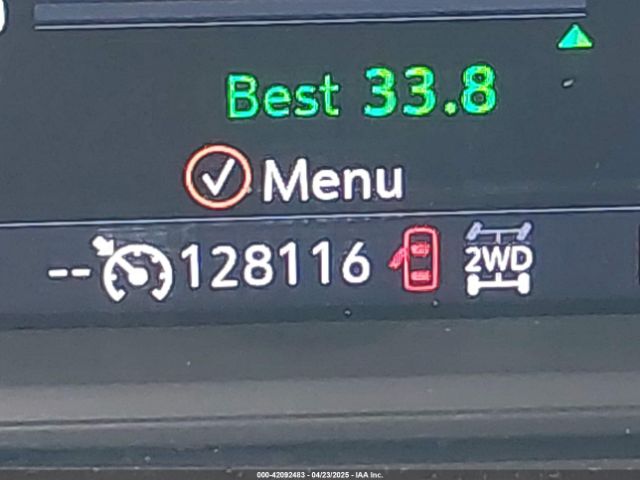 Best 33.8
Menu
-- 128116 2WD
000-42092483 - 04/23/2025 - IAA Inc.